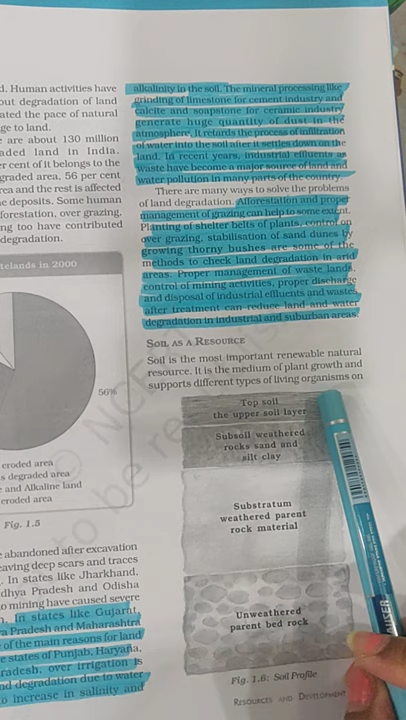 d. Human activities have
out degradation of land
ated the pace of natural
ge to land.
e are about 130 million
aded land in India.
er cent of it belongs to the
graded area, 56 per cent
rea and the rest is affected
e deposits. Some human
forestation, over grazing,
ng too have contributed
degradation.
telands in 2000
56%
eroded area
s degraded area
e and Alkaline land
eroded area
Fig. 1.5
e abandoned after excavation
eaving deep scars and traces
. In states like Jharkhand,
dhya Pradesh and Odisha
o mining have caused severe
n. In states like Gujarat,
a Pradesh and Maharashtra
e of the main reasons for land
e states of Punjab, Haryana,
radesh, over irrigation is
nd degradation due to water
o increase in salinity and
alkalinity in the soil. The mineral processing like
grinding of limestone for cement industry and
calcite and soapstone for ceramic industry
generate huge quantity of dust in the
atmosphere. It retards the process of infiltration
of water into the soil after it settles down on the
land. In recent years, industrial effluents as
waste have become a major source of land and
water pollution in many parts of the country.
There are many ways to solve the problems
of land degradation. Afforestation and proper
management of grazing can help to some extent.
Planting of shelter belts of plants, control on
over grazing, stabilisation of sand dunes by
growing thorny bushes are some of the
methods to check land degradation in arid
areas. Proper management of waste lands,
control of mining activities, proper discharge
and disposal of industrial effluents and wastes
after treatment can reduce land and water
degradation in industrial and suburban areas.
SOIL AS A RESOURCE
Soil is the most important renewable natural
resource. It is the medium of plant growth and
supports different types of living organisms on
Top soil
the upper soil layer
Subsoil weathered
rocks sand and
silt clay
Substratum
weathered parent
rock material
Unweathered
parent bed rock
Fig. 1.6: Soil Profile
RESOURCES AND DEVELOPMENT